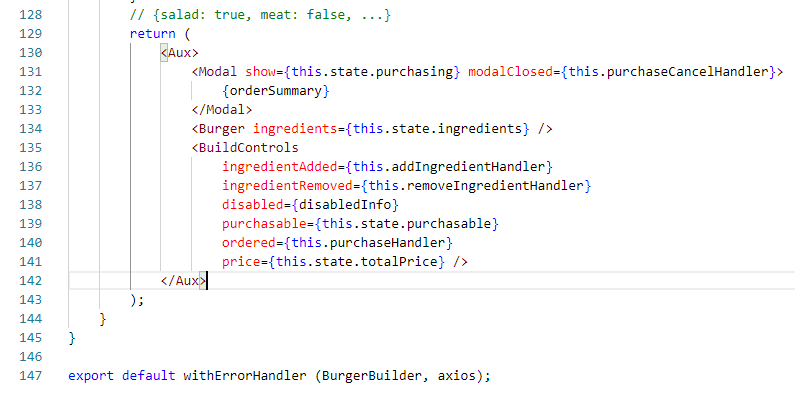 128 // {salad: true, meat: false, ...}
129 return (
130 <Aux>
131 <Modal show={this.state.purchasing} modalClosed={this.purchaseCancelHandler}>
132 {orderSummary}
133 </Modal>
134 <Burger ingredients={this.state.ingredients} />
135 <BuildControls
136 ingredientAdded={this.addIngredientHandler}
137 ingredientRemoved={this.removeIngredientHandler}
138 disabled={disabledInfo}
139 purchasable={this.state.purchasable}
140 ordered={this.purchaseHandler}
141 price={this.state.totalPrice} />
142 </Aux>
143 );
144 }
145 }
146
147 export default withErrorHandler (BurgerBuilder, axios);